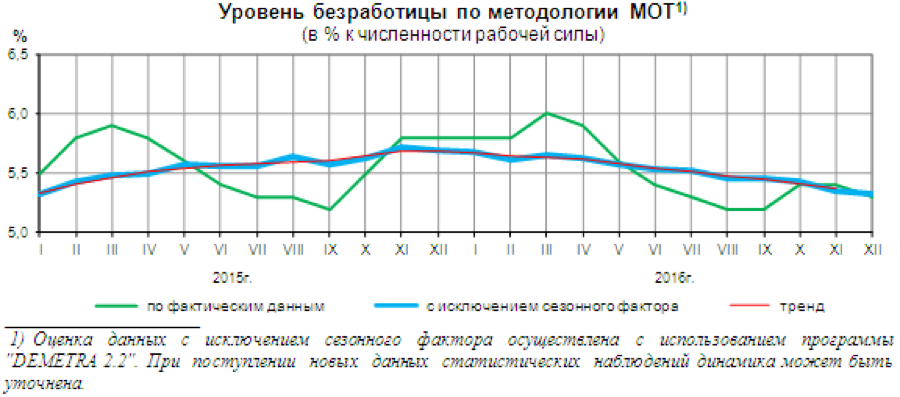 Уровень безработицы по методологии МОТ1)
(в % к численности рабочей силы)
%
6,5
6,0
5,5
5,0
I II III IV V VI VII VIII IX X XI XII I II III IV V VI VII VIII IX X XI XII
2015г. 2016г.
по фактическим данным с исключением сезонного фактора тренд
1) Оценка данных с исключением сезонного фактора осуществлена с использованием программы
"DEMETRA 2.2". При поступлении новых данных статистических наблюдений динамика может быть
уточнена.